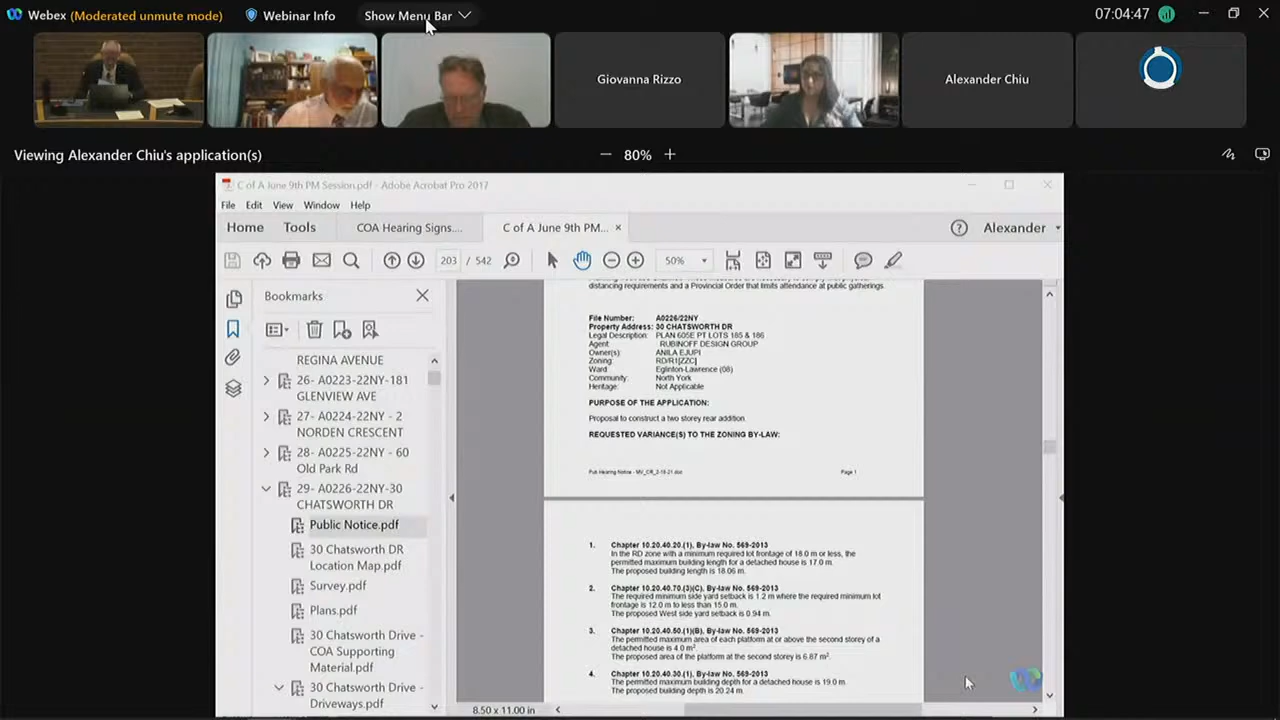 Webex (Moderated unmute mode) Webinar Info Show Menu Bar 07:04:47
Giovanna Rizzo
Alexander Chiu
Viewing Alexander Chiu's application(s)
80%
C of A June 9th PM Session.pdf - Adobe Acrobat Pro 2017
File Edit View Window Help
Home Tools COA Hearing Signs.... C of A June 9th PM... × Alexander
203 / 542 50%
Bookmarks
REGINA AVENUE
26- A0223-22NY-181
GLENVIEW AVE
27- A0224-22NY - 2
NORDEN CRESCENT
28- A0225-22NY - 60
Old Park Rd
29- A0226-22NY-30
CHATSWORTH DR
Public Notice.pdf
30 Chatsworth DR
Location Map.pdf
Survey.pdf
Plans.pdf
30 Chatsworth Drive -
COA Supporting
Material.pdf
30 Chatsworth Drive -
Driveways.pdf
distancing requirements and a Provincial Order that limits attendance at public gatherings.
File Number: A0226/22NY
Property Address: 30 CHATSWORTH DR
Legal Description: PLAN 605E PT LOTS 185 & 186
Agent: RUBINOFF DESIGN GROUP
Owner(s): ANILA EJUPI
Zoning: RD/R1[ZZC]
Ward: Eglinton-Lawrence (08)
Community: North York
Heritage: Not Applicable
PURPOSE OF THE APPLICATION:
Proposal to construct a two storey rear addition.
REQUESTED VARIANCE(S) TO THE ZONING BY-LAW:
Page 1
1. Chapter 10.20.40.20.(1), By-law No. 569-2013
In the RD zone with a minimum required lot frontage of 18.0 m or less, the
permitted maximum building length for a detached house is 17.0 m.
The proposed building length is 18.06 m.
2. Chapter 10.20.40.70.(3)(C), By-law No. 569-2013
The required minimum side yard setback is 1.2 m where the required minimum lot
frontage is 12.0 m to less than 15.0 m.
The proposed West side yard setback is 0.94 m.
3. Chapter 10.20.40.50.(1)(B), By-law No. 569-2013
The permitted maximum area of each platform at or above the second storey of a
detached house is 4.0 m².
The proposed area of the platform at the second storey is 6.87 m².
4. Chapter 10.20.40.30.(1), By-law No. 569-2013
The permitted maximum building depth for a detached house is 19.0 m.
The proposed building depth is 20.24 m.
8.50 x 11.00 in